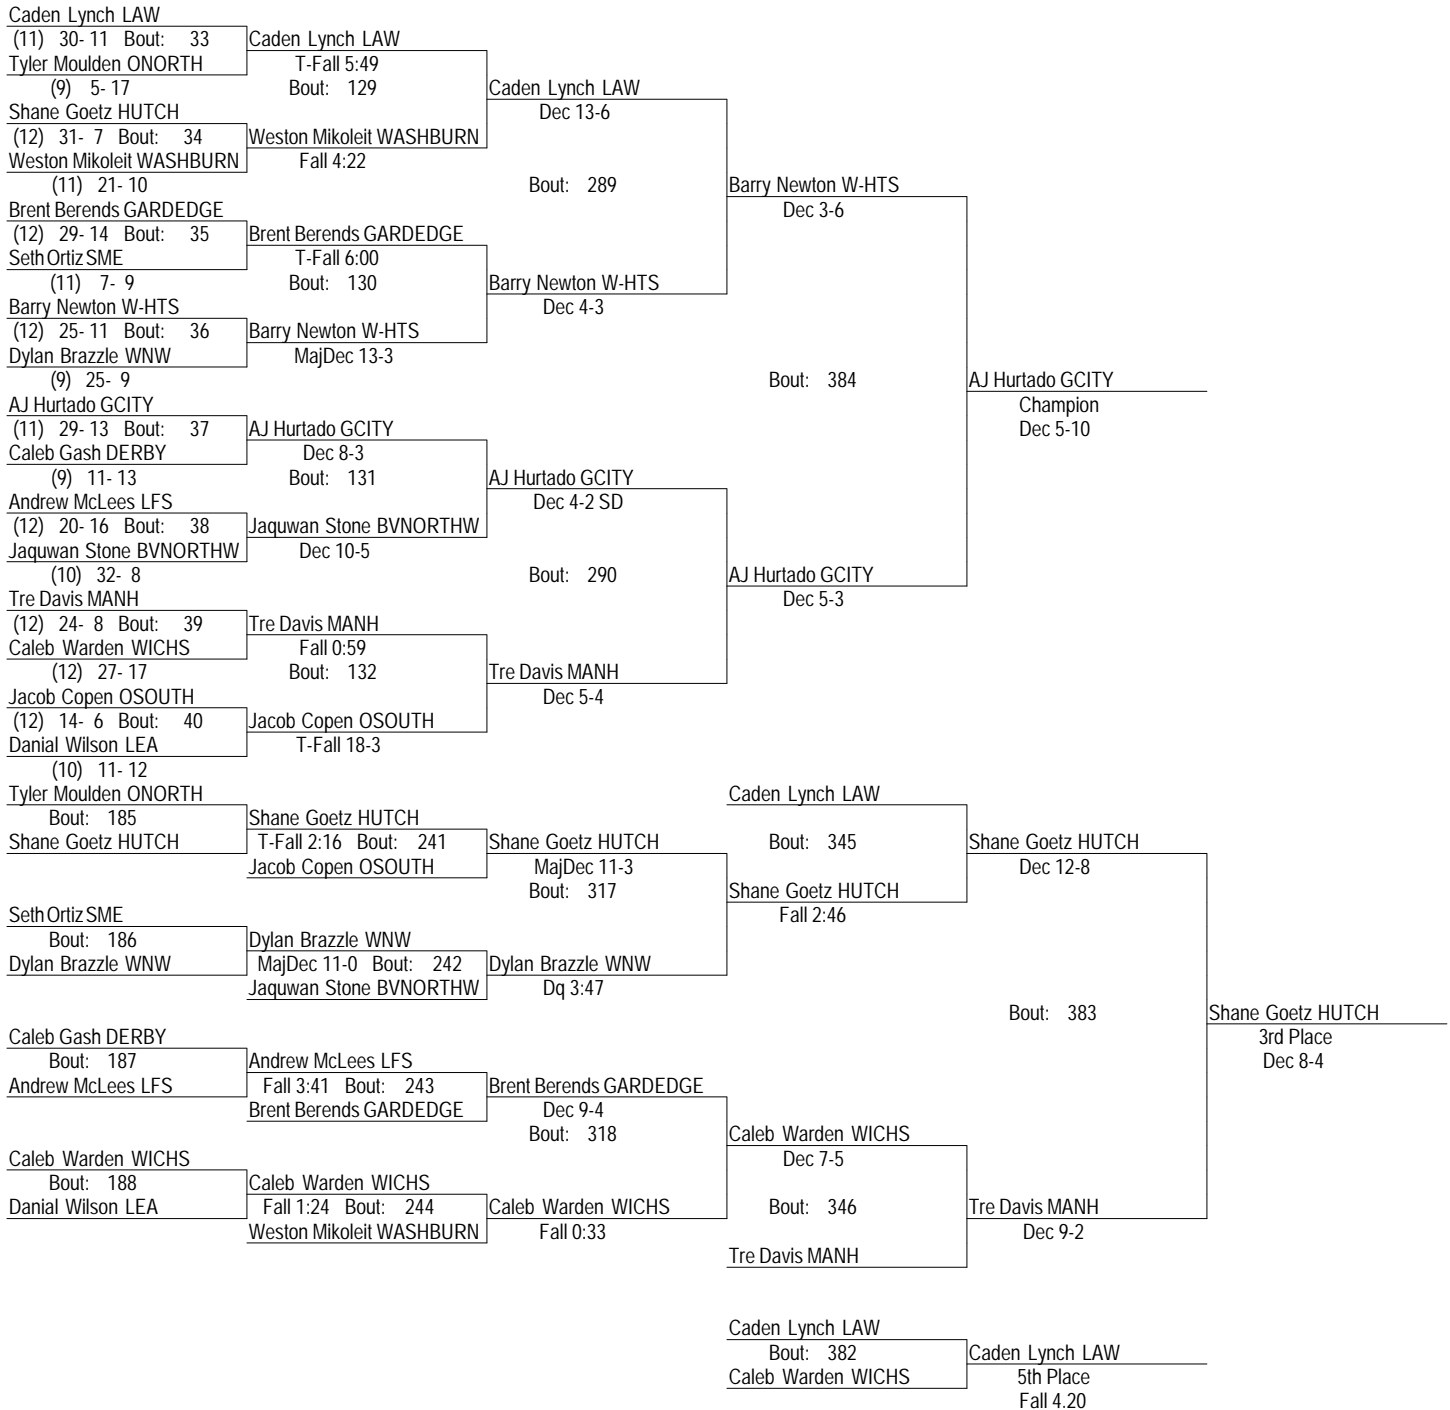 Caden Lynch LAW
(11) 30- 11 Bout: 33
Tyler Moulden ONORTH
(9) 5- 17
Shane Goetz HUTCH
(12) 31- 7 Bout: 34
Weston Mikoleit WASHBURN
(11) 21- 10
Brent Berends GARDEDGE
(12) 29- 14 Bout: 35
Seth Ortiz SME
(11) 7- 9
Barry Newton W-HTS
(12) 25- 11 Bout: 36
Dylan Brazzle WNW
(9) 25- 9
AJ Hurtado GCITY
(11) 29- 13 Bout: 37
Caleb Gash DERBY
(9) 11- 13
Andrew McLees LFS
(12) 20- 16 Bout: 38
Jaquwan Stone BVNORTHW
(10) 32- 8
Tre Davis MANH
(12) 24- 8 Bout: 39
Caleb Warden WICHS
(12) 27- 17
Jacob Copen OSOUTH
(12) 14- 6 Bout: 40
Danial Wilson LEA
(10) 11- 12
Caden Lynch LAW
T-Fall 5:49
Bout: 129
Weston Mikoleit WASHBURN
Fall 4:22
Brent Berends GARDEDGE
T-Fall 6:00
Bout: 130
Barry Newton W-HTS
MajDec 13-3
AJ Hurtado GCITY
Dec 8-3
Bout: 131
Jaquwan Stone BVNORTHW
Dec 10-5
Tre Davis MANH
Fall 0:59
Bout: 132
Jacob Copen OSOUTH
T-Fall 18-3
Caden Lynch LAW
Dec 13-6
Bout: 289
Barry Newton W-HTS
Dec 4-3
AJ Hurtado GCITY
Dec 4-2 SD
Bout: 290
Tre Davis MANH
Dec 5-4
Barry Newton W-HTS
Dec 3-6
Bout: 384
AJ Hurtado GCITY
Dec 5-3
AJ Hurtado GCITY
Champion
Dec 5-10
Tyler Moulden ONORTH
Bout: 185
Shane Goetz HUTCH
Seth Ortiz SME
Bout: 186
Dylan Brazzle WNW
Caleb Gash DERBY
Bout: 187
Andrew McLees LFS
Caleb Warden WICHS
Bout: 188
Danial Wilson LEA
Shane Goetz HUTCH
T-Fall 2:16 Bout: 241
Jacob Copen OSOUTH
Dylan Brazzle WNW
MajDec 11-0 Bout: 242
Jaquwan Stone BVNORTHW
Andrew McLees LFS
Fall 3:41 Bout: 243
Brent Berends GARDEDGE
Caleb Warden WICHS
Fall 1:24 Bout: 244
Weston Mikoleit WASHBURN
Shane Goetz HUTCH
MajDec 11-3
Bout: 317
Dylan Brazzle WNW
Dq 3:47
Brent Berends GARDEDGE
Dec 9-4
Bout: 318
Caleb Warden WICHS
Fall 0:33
Caden Lynch LAW
Bout: 345
Shane Goetz HUTCH
Fall 2:46
Caleb Warden WICHS
Dec 7-5
Bout: 346
Tre Davis MANH
Shane Goetz HUTCH
Dec 12-8
Bout: 383
Tre Davis MANH
Dec 9-2
Shane Goetz HUTCH
3rd Place
Dec 8-4
Caden Lynch LAW
Bout: 382
Caleb Warden WICHS
Caden Lynch LAW
5th Place
Fall 4.20